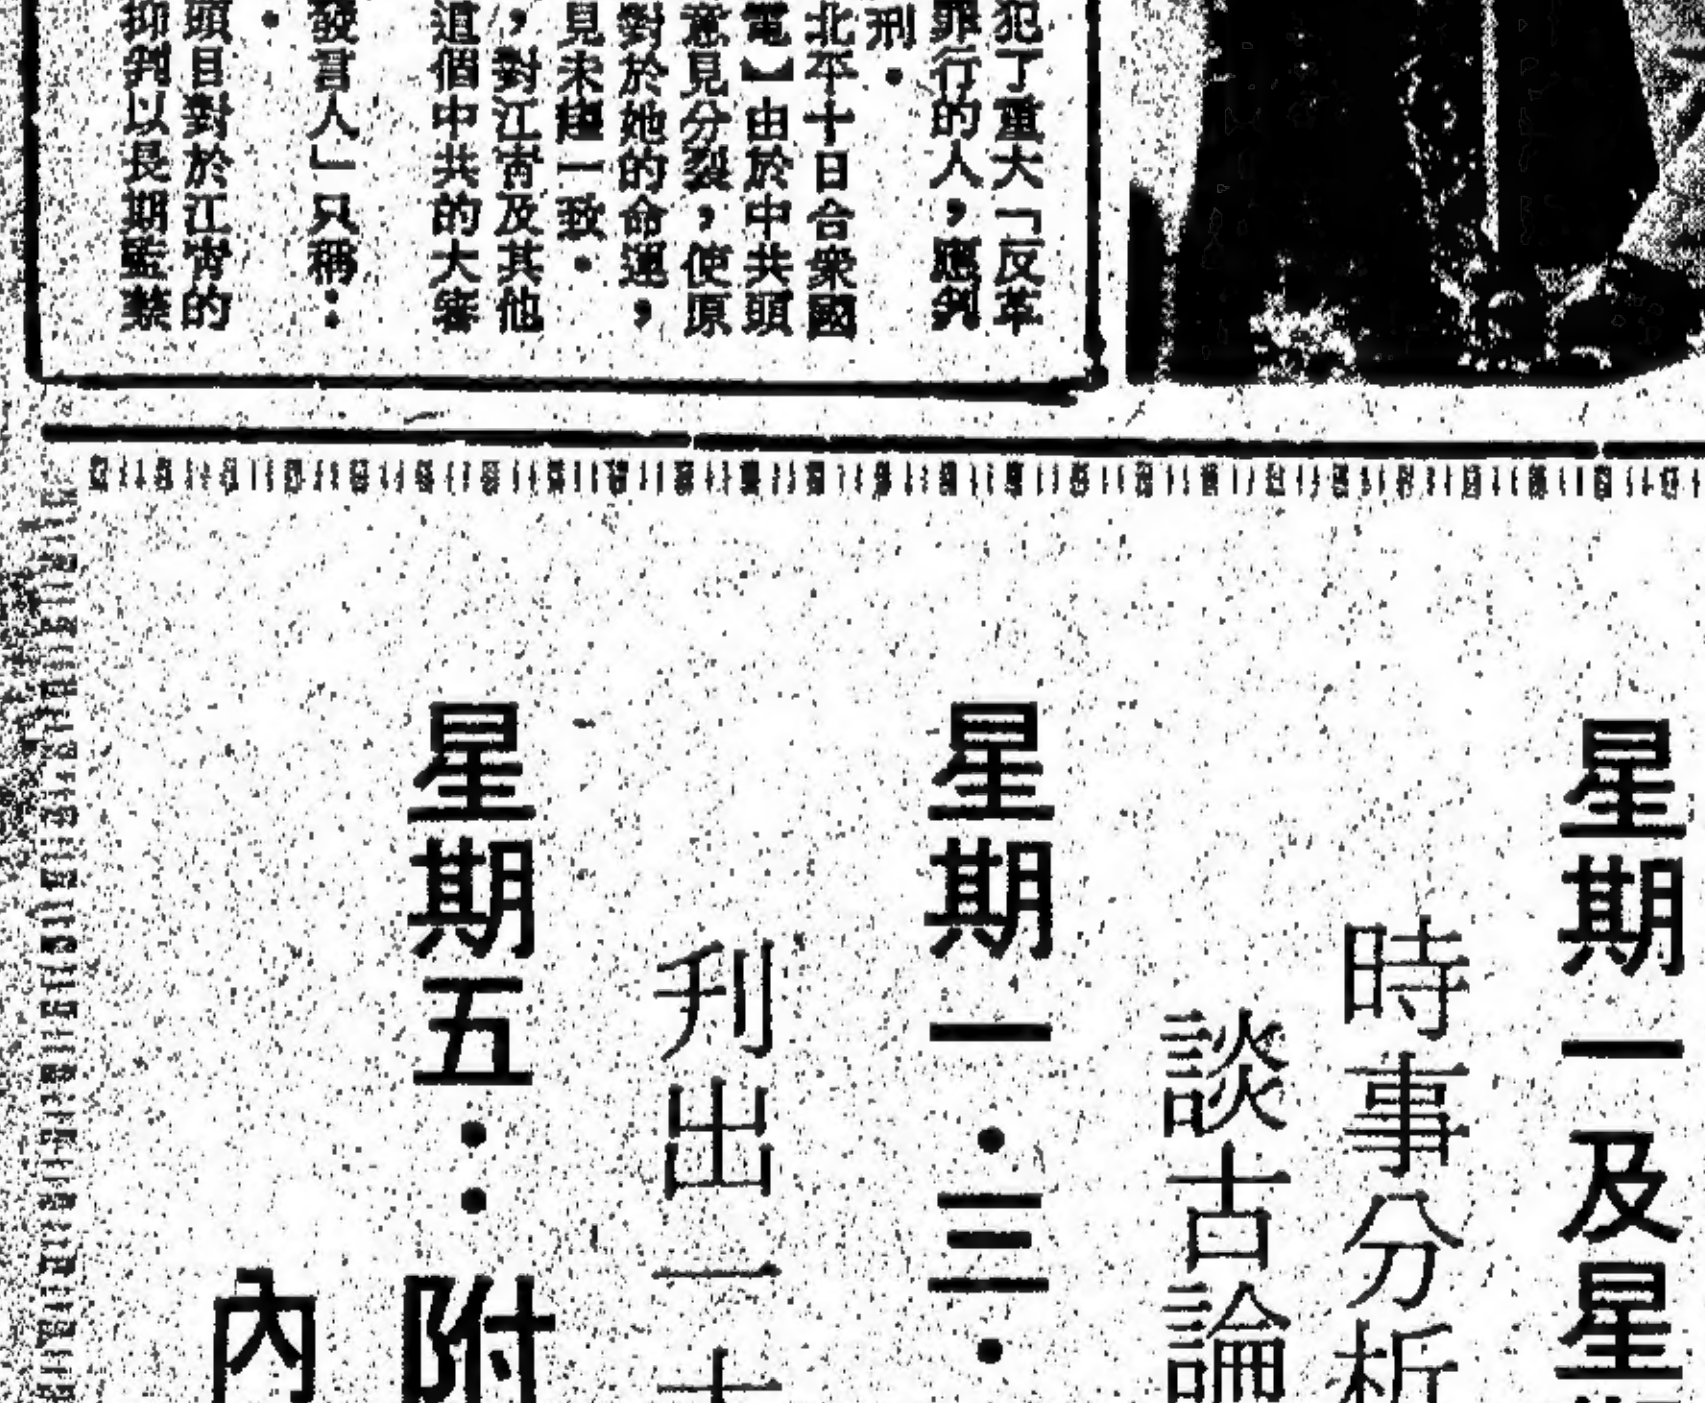 犯了重大「反革
罪行的人，應判
刑．
北平十日合衆國
電】由於中共頭
意見分裂，使原
對於她的命運，
見未趨一致．
，對江青及其他
這個中共的大審
發言人」只稱：
．
頭目對於江青的
抑判以長期監禁
星期一及星
時事分析
談古論
星期一．三．
刋出一大
星期五：附
內